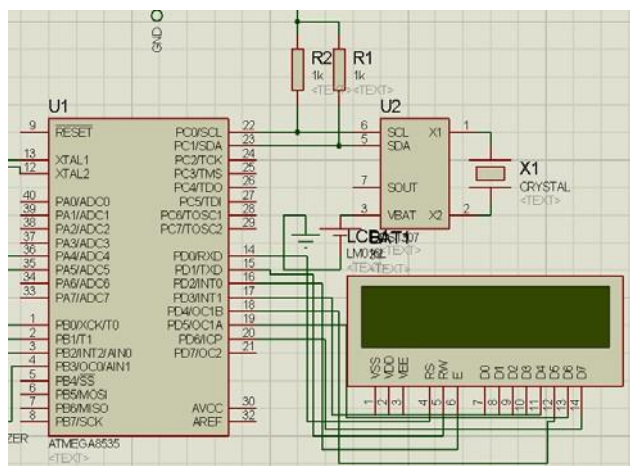 GND
R2 R1
1k 1k
<TEXT> <TEXT>
U1
U2
9 RESET PC0/SCL 22
PC1/SDA 23
13 XTAL1 PC2/TCK 24
12 XTAL2 PC3/TMS 25
PC4/TDO 26
40 PA0/ADC0 PC5/TDI 27
39 PA1/ADC1 PC6/TOSC1 28
38 PA2/ADC2 PC7/TOSC2 29
37 PA3/ADC3
36 PA4/ADC4 PD0/RXD 14
35 PA5/ADC5 PD1/TXD 15
34 PA6/ADC6 PD2/INT0 16
33 PA7/ADC7 PD3/INT1 17
PD4/OC1B 18
1 PB0/XCK/T0 PD5/OC1A 19
2 PB1/T1 PD6/ICP 20
3 PB2/INT2/AIN0 PD7/OC2 21
4 PB3/OC0/AIN1
5 PB4/SS
6 PB5/MOSI
7 PB6/MISO AVCC 30
8 PB7/SCK AREF 32
ZER
ATMEGA8535
<TEXT>
6 SCL X1 1
5 SDA
7 SOUT
3 VBAT X2 2
X1
CRYSTAL
<TEXT>
VSS VDD VEE RS RW E D0 D1 D2 D3 D4 D5 D6 D7
1 2 3 4 5 6 7 8 9 10 11 12 13 14